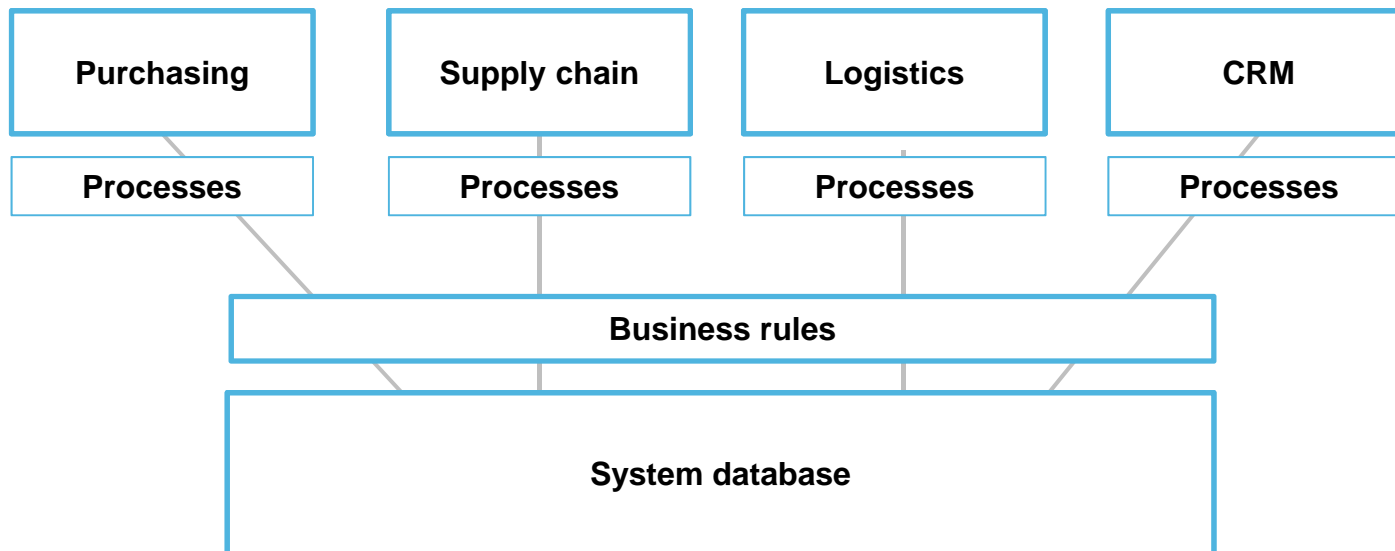 Purchasing
Supply chain
Logistics
CRM
Processes
Processes
Processes
Processes
Business rules
System database